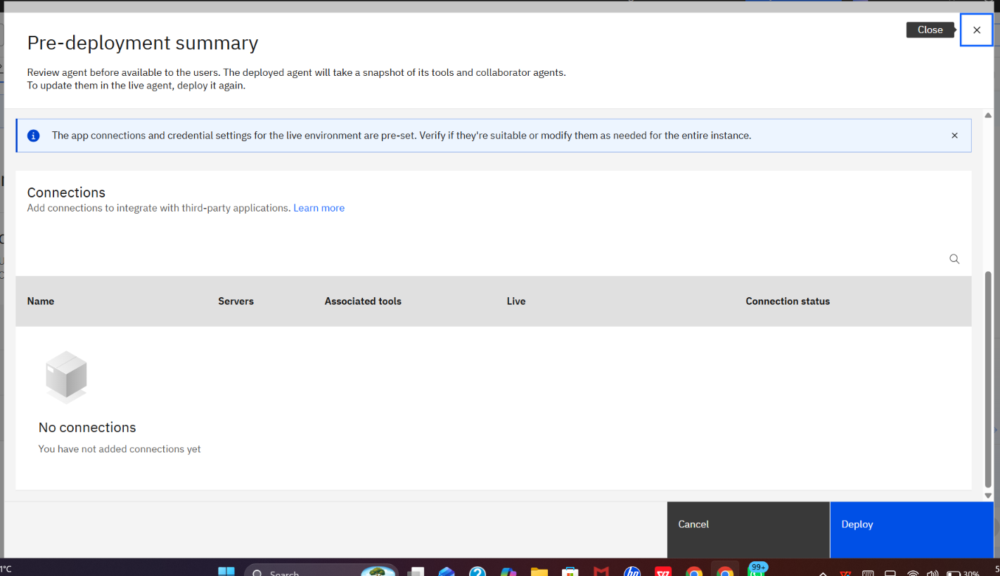 Close
Pre-deployment summary
Review agent before available to the users. The deployed agent will take a snapshot of its tools and collaborator agents.
To update them in the live agent, deploy it again.
The app connections and credential settings for the live environment are pre-set. Verify if they're suitable or modify them as needed for the entire instance.
Connections
Add connections to integrate with third-party applications. Learn more
Name Servers Associated tools Live Connection status
No connections
You have not added connections yet
Cancel Deploy
1°C
Search
99+
30%